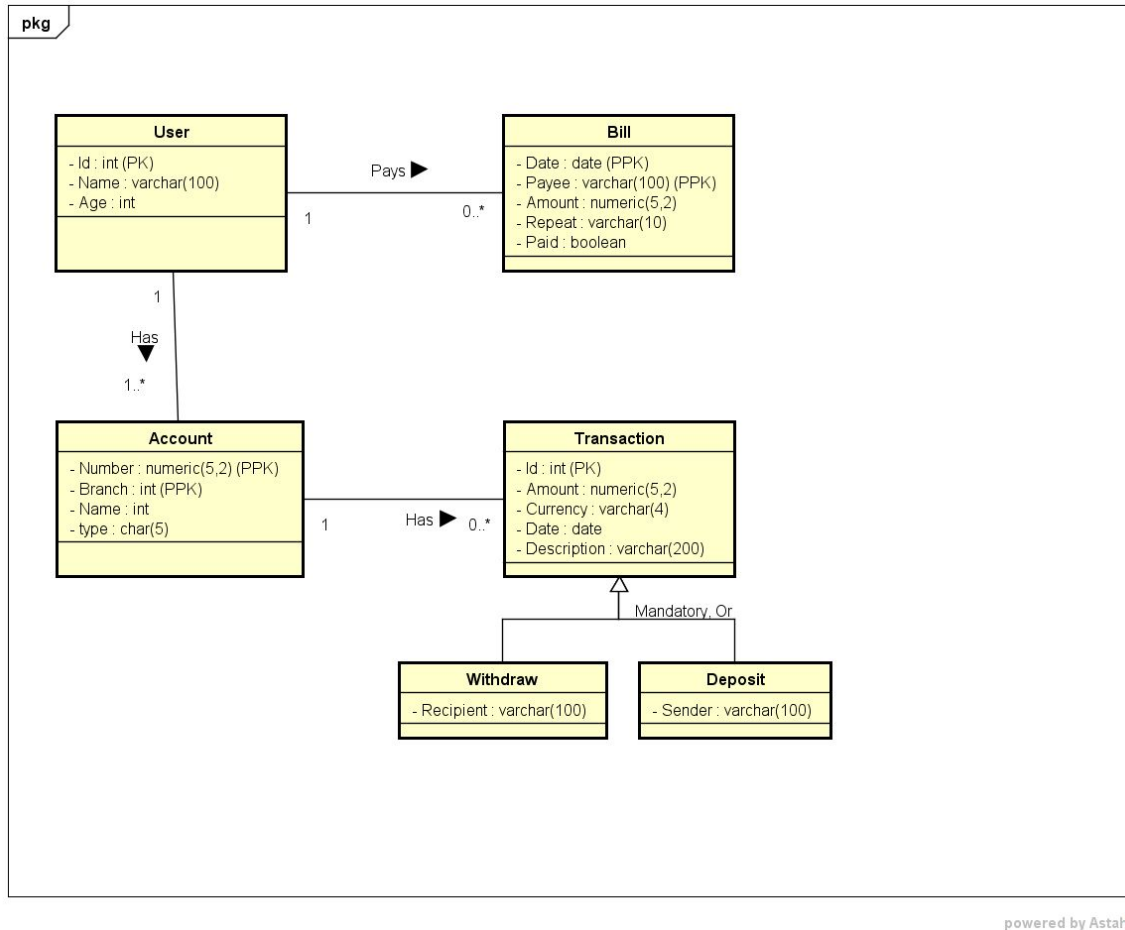 pkg
User
- Id : int (PK)
- Name : varchar(100)
- Age : int
Pays ▶
1
0..*
Bill
- Date : date (PPK)
- Payee : varchar(100) (PPK)
- Amount : numeric(5,2)
- Repeat : varchar(10)
- Paid : boolean
1
Has
▼
1..*
Account
- Number : numeric(5,2) (PPK)
- Branch : int (PPK)
- Name : int
- type : char(5)
1
Has ▶
0..*
Transaction
- Id : int (PK)
- Amount : numeric(5,2)
- Currency : varchar(4)
- Date : date
- Description : varchar(200)
Mandatory, Or
Withdraw
- Recipient : varchar(100)
Deposit
- Sender : varchar(100)
powered by Astah